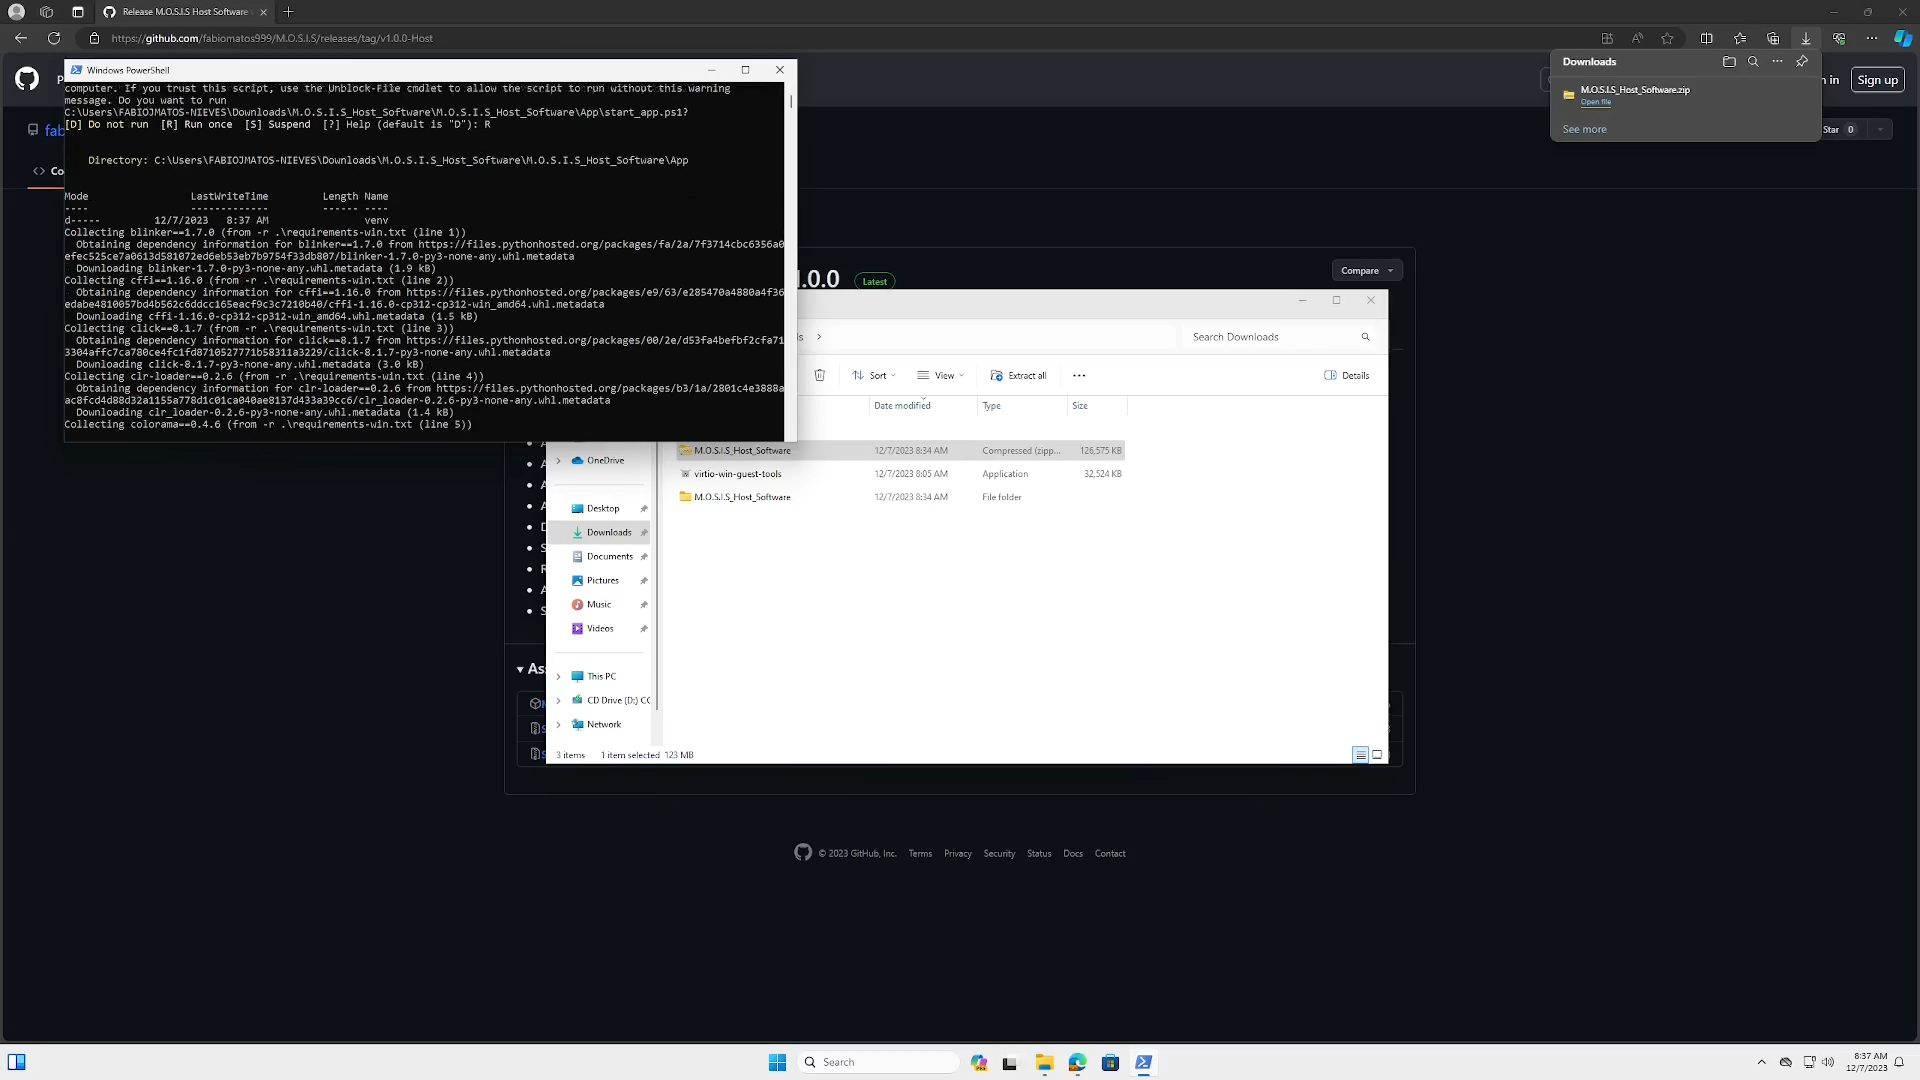 Release M.O.S.I.S Host Software
https://github.com/fabiomatos999/M.O.S.I.S/releases/tag/v1.0.0-Host
Windows PowerShell
computer. If you trust this script, use the Unblock-File cmdlet to allow the script to run without this warning
message. Do you want to run
C:\Users\FABIOJMATOS-NIEVES\Downloads\M.O.S.I.S_Host_Software\M.O.S.I.S_Host_Software\App\start_app.ps1?
[D] Do not run  [R] Run once  [S] Suspend  [?] Help (default is "D"): R
Directory: C:\Users\FABIOJMATOS-NIEVES\Downloads\M.O.S.I.S_Host_Software\M.O.S.I.S_Host_Software\App
Mode LastWriteTime Length Name
---- ------------- ------ ----
d----- 12/7/2023 8:37 AM venv
Collecting blinker==1.7.0 (from -r .\requirements-win.txt (line 1))
Obtaining dependency information for blinker==1.7.0 from https://files.pythonhosted.org/packages/fa/2a/7f3714cbc6356a0
efec525ce7a0613d581072ed6eb53eb7b9754f33db807/blinker-1.7.0-py3-none-any.whl.metadata
Downloading blinker-1.7.0-py3-none-any.whl.metadata (1.9 kB)
Collecting cffi==1.16.0 (from -r .\requirements-win.txt (line 2))
Obtaining dependency information for cffi==1.16.0 from https://files.pythonhosted.org/packages/e9/63/e285470a4880a4f36
edabe4810057bd4b562c6ddcc165eacf9c3c7210b40/cffi-1.16.0-cp312-cp312-win_amd64.whl.metadata
Downloading cffi-1.16.0-cp312-cp312-win_amd64.whl.metadata (1.5 kB)
Collecting click==8.1.7 (from -r .\requirements-win.txt (line 3))
Obtaining dependency information for click==8.1.7 from https://files.pythonhosted.org/packages/00/2e/d53fa4befbf2cfa71
3304affc7ca780ce4fc1fd8710527771b58311a3229/click-8.1.7-py3-none-any.whl.metadata
Downloading click-8.1.7-py3-none-any.whl.metadata (3.0 kB)
Collecting clr-loader==0.2.6 (from -r .\requirements-win.txt (line 4))
Obtaining dependency information for clr-loader==0.2.6 from https://files.pythonhosted.org/packages/b3/1a/2801c4e3888a
ac8fcd4d88d32a1155a778d1c01ca040ae8137d433a39cc6/clr_loader-0.2.6-py3-none-any.whl.metadata
Downloading clr_loader-0.2.6-py3-none-any.whl.metadata (1.4 kB)
Collecting colorama==0.4.6 (from -r .\requirements-win.txt (line 5))
Downloads
M.O.S.I.S_Host_Software.zip
Open file
See more
n in Sign up
Star 0
P
fab
<> Co
1.0.0 Latest
Compare
ls >
Search Downloads
Sort View Extract all ... Details
Date modified Type Size
M.O.S.I.S_Host_Software 12/7/2023 8:34 AM Compressed (zipp... 126,575 KB
virtio-win-guest-tools 12/7/2023 8:05 AM Application 32,524 KB
M.O.S.I.S_Host_Software 12/7/2023 8:34 AM File folder
OneDrive
Desktop
Downloads
Documents
Pictures
Music
Videos
This PC
CD Drive (D:) CC
Network
3 items 1 item selected 123 MB
Ass
© 2023 GitHub, Inc. Terms Privacy Security Status Docs Contact
Search
8:37 AM
12/7/2023